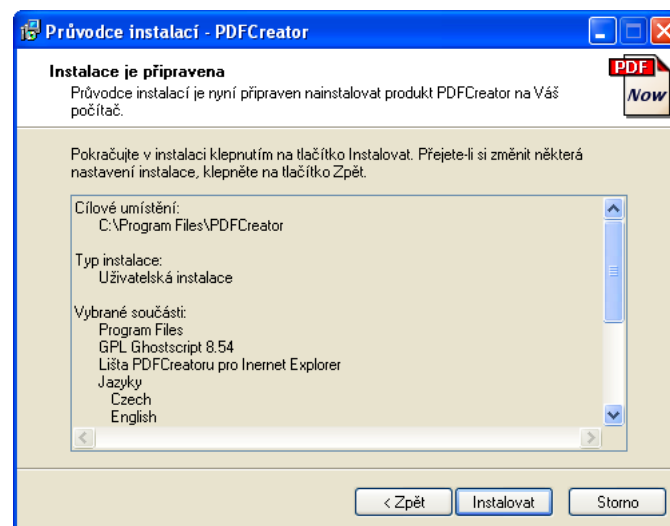 Průvodce instalací - PDFCreator
Instalace je připravena
Průvodce instalací je nyní připraven nainstalovat produkt PDFCreator na Váš
počítač.
PDF
Now
Pokračujte v instalaci klepnutím na tlačítko Instalovat. Přejete-li si změnit některá
nastavení instalace, klepněte na tlačítko Zpět.
Cílové umístění:
C:\Program Files\PDFCreator
Typ instalace:
Uživatelská instalace
Vybrané součásti:
Program Files
GPL Ghostscript 8.54
Lišta PDFCreatoru pro Inernet Explorer
Jazyky
Czech
English
< Zpět
Instalovat
Storno